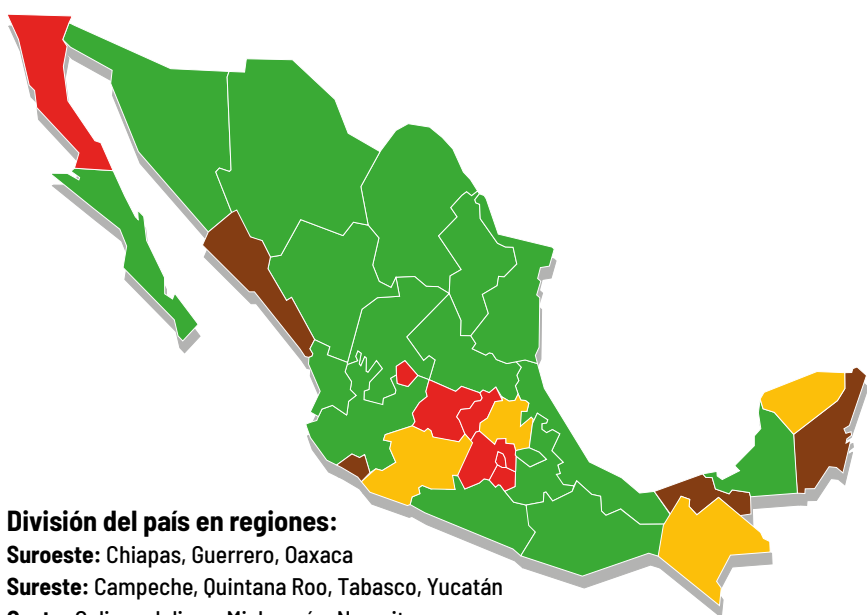 División del país en regiones:
Suroeste: Chiapas, Guerrero, Oaxaca
Sureste: Campeche, Quintana Roo, Tabasco, Yucatán